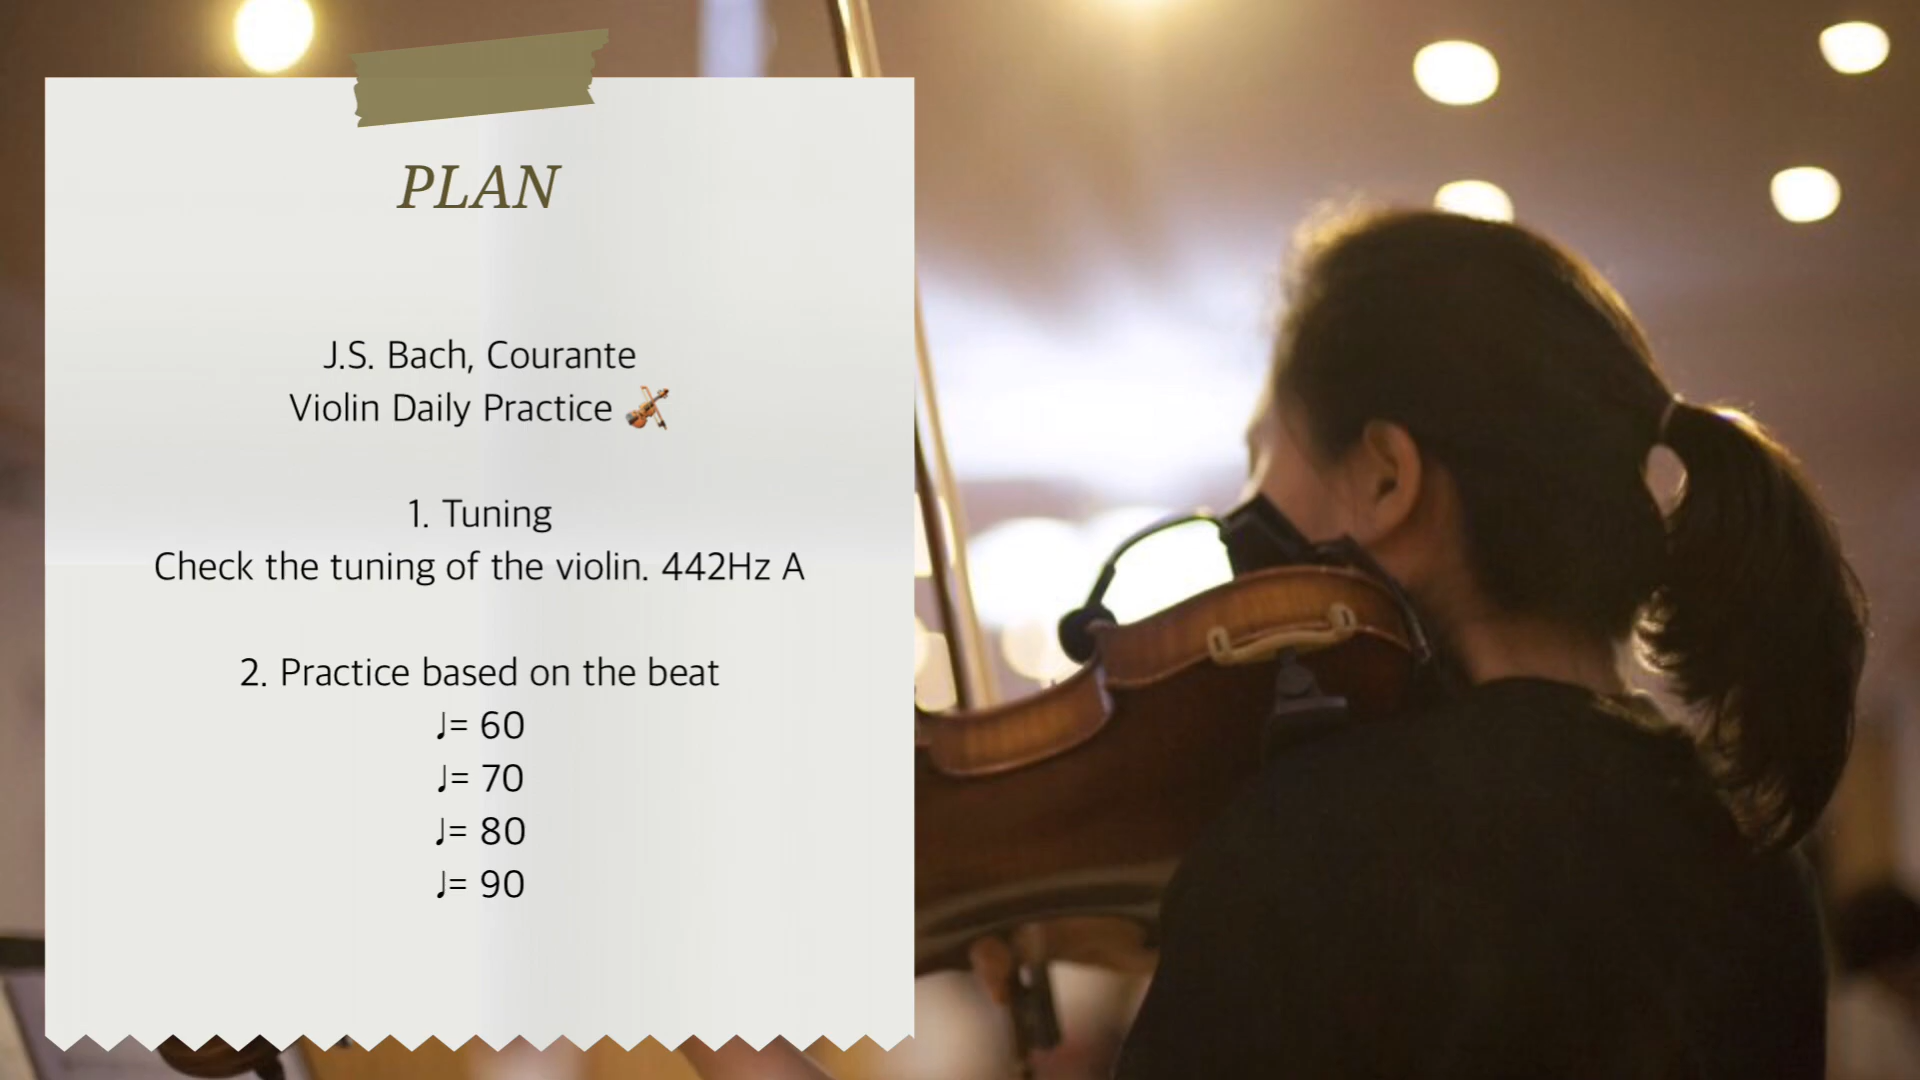 PLAN
J.S. Bach, Courante
Violin Daily Practice 🎻
1. Tuning
Check the tuning of the violin. 442Hz A
2. Practice based on the beat
♩= 60
♩= 70
♩= 80
♩= 90